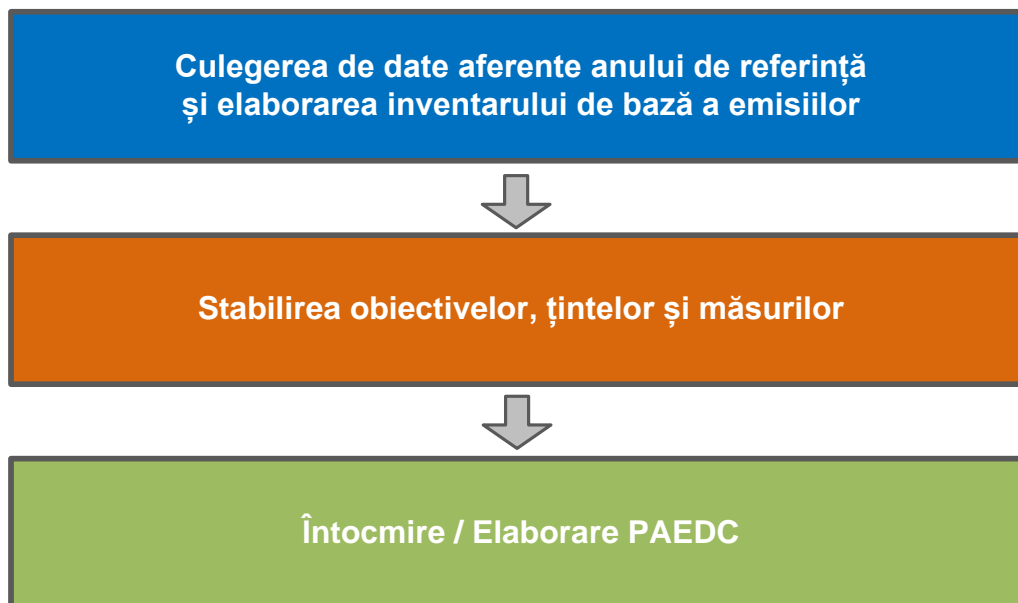 Culegerea de date aferente anului de referință
și elaborarea inventarului de bază a emisiilor
Stabilirea obiectivelor, țintelor și măsurilor
Întocmire / Elaborare PAEDC